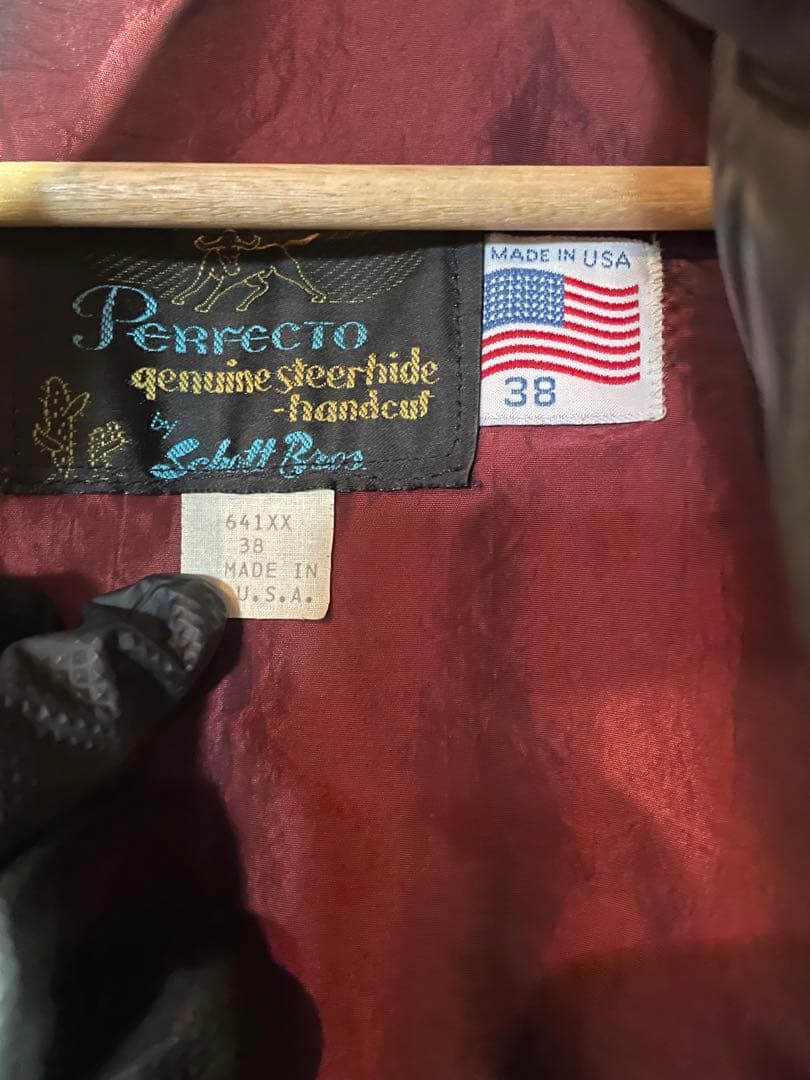 PERFECTO
genuine steerhide
-handcut
by
Schott Bros
MADE IN USA
38
641XX
38
MADE IN
U.S.A.